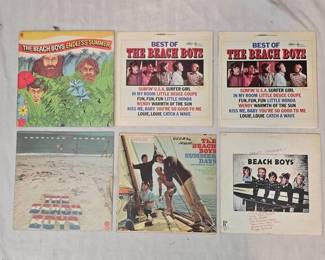 THE BEACH BOYS ENDLESS SUMMER
BEST OF
THE BEACH BOYS
SURFIN' U.S.A. SURFER GIRL
IN MY ROOM LITTLE DEUCE COUPE
FUN, FUN, FUN LITTLE HONDA
WENDY WARMTH OF THE SUN
KISS ME, BABY YOU'RE SO GOOD TO ME
LOUIE, LOUIE CATCH A WAVE
BEST OF
THE BEACH BOYS
SURFIN' U.S.A. SURFER GIRL
IN MY ROOM LITTLE DEUCE COUPE
FUN, FUN, FUN LITTLE HONDA
WENDY WARMTH OF THE SUN
KISS ME, BABY YOU'RE SO GOOD TO ME
LOUIE, LOUIE CATCH A WAVE
THE
BEACH
BOYS
THE
BEACH BOYS
SUMMER
DAYS
BEACH BOYS